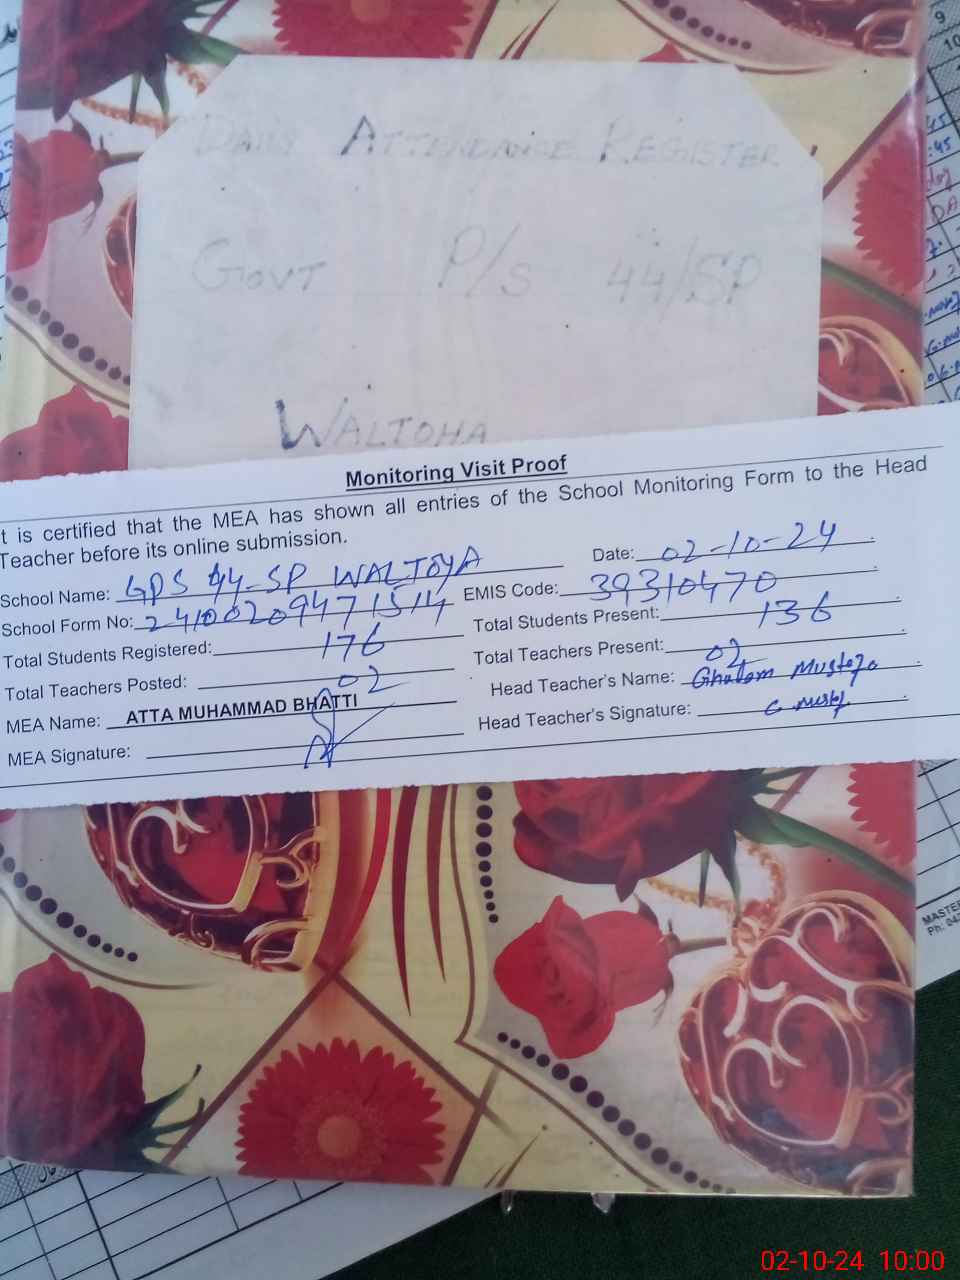 DAILY ATTENDANCE REGISTER
GOVT P/S 44/SP
WALTOHA
Monitoring Visit Proof
t is certified that the MEA has shown all entries of the School Monitoring Form to the Head
Teacher before its online submission.
School Name: GPS 44-SP WALTOYA Date: 02-10-24
School Form No: 2410020947 1514 EMIS Code: 39310470
Total Students Registered: 176 Total Students Present: 136
Total Teachers Posted: 02 Total Teachers Present: 02
MEA Name: ATTA MUHAMMAD BHATTI Head Teacher's Name: Ghulam Mustafa
MEA Signature: Head Teacher's Signature: G Mustf
MASTER
02-10-24 10:00